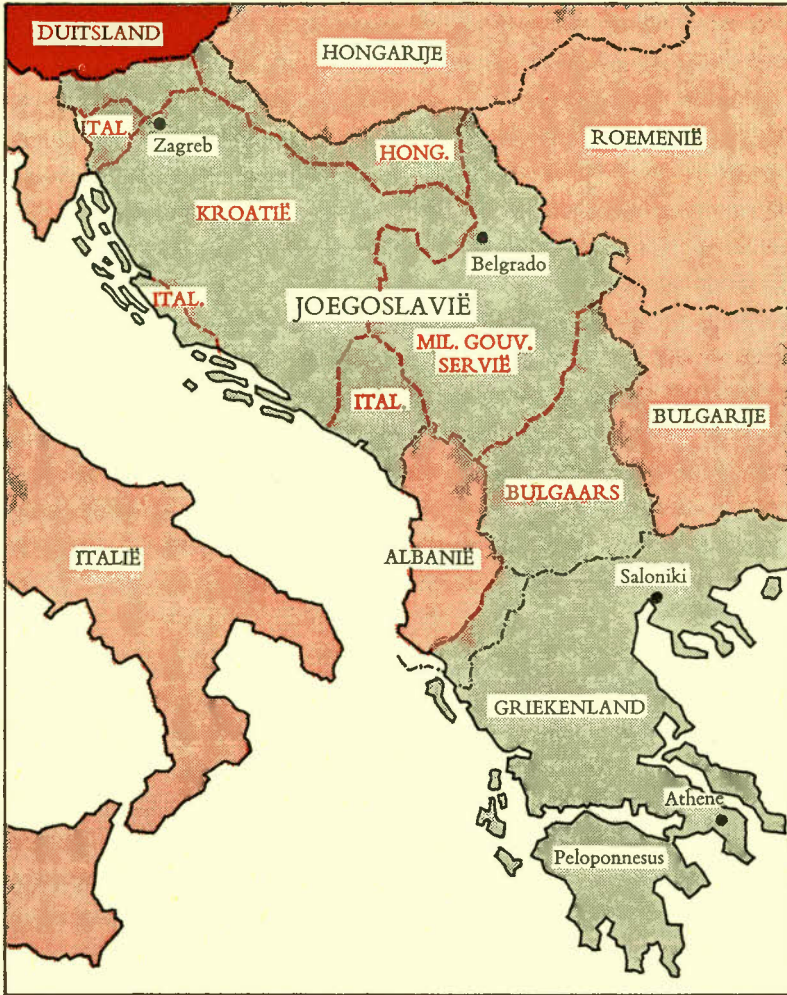 DUITSLAND
HONGARIJE
ITAL.
Zagreb
HONG.
ROEMENIË
KROATIË
Belgrado
ITAL.
JOEGOSLAVIË
MIL. GOUV.
SERVIË
ITAL.
BULGARIJE
BULGAARS
ITALIË
ALBANIË
Saloniki
GRIEKENLAND
Athene
Peloponnesus